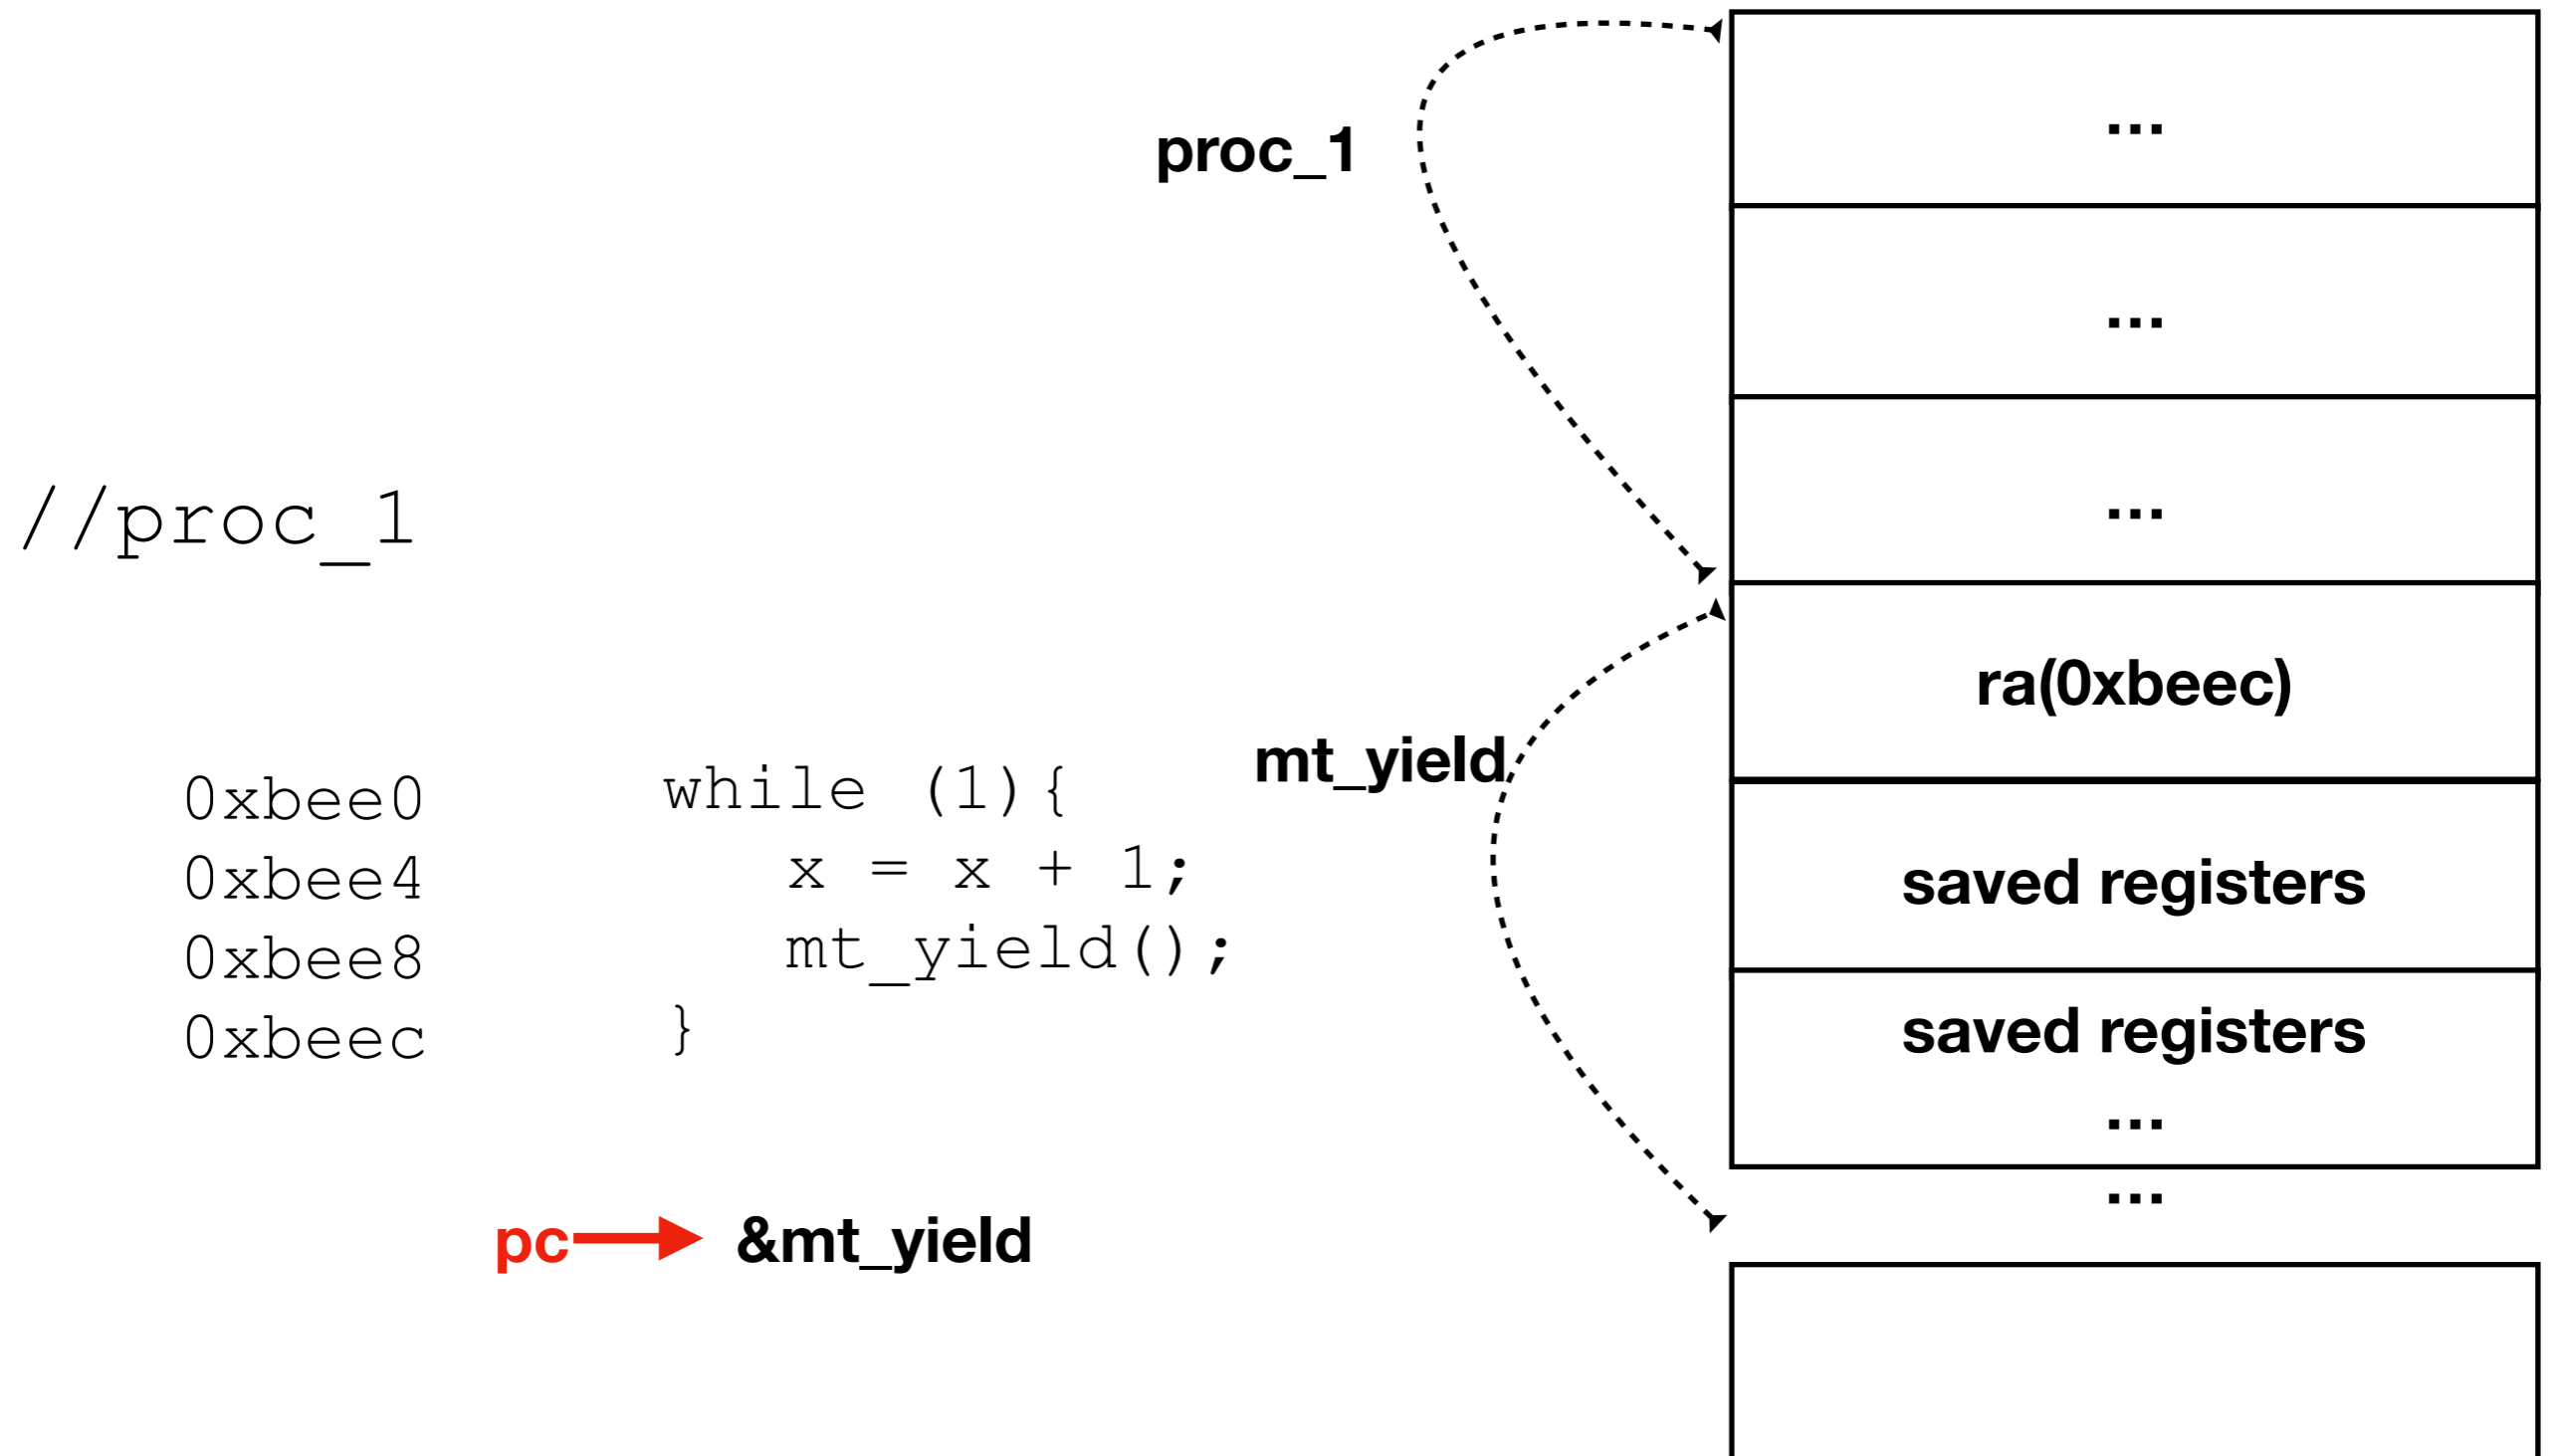 //proc_1
0xbee0 while (1){
0xbee4 x = x + 1;
0xbee8 mt_yield();
0xbeec }
pc &mt_yield
proc_1
mt_yield
...
...
...
ra(0xbeec)
saved registers
saved registers
...
...